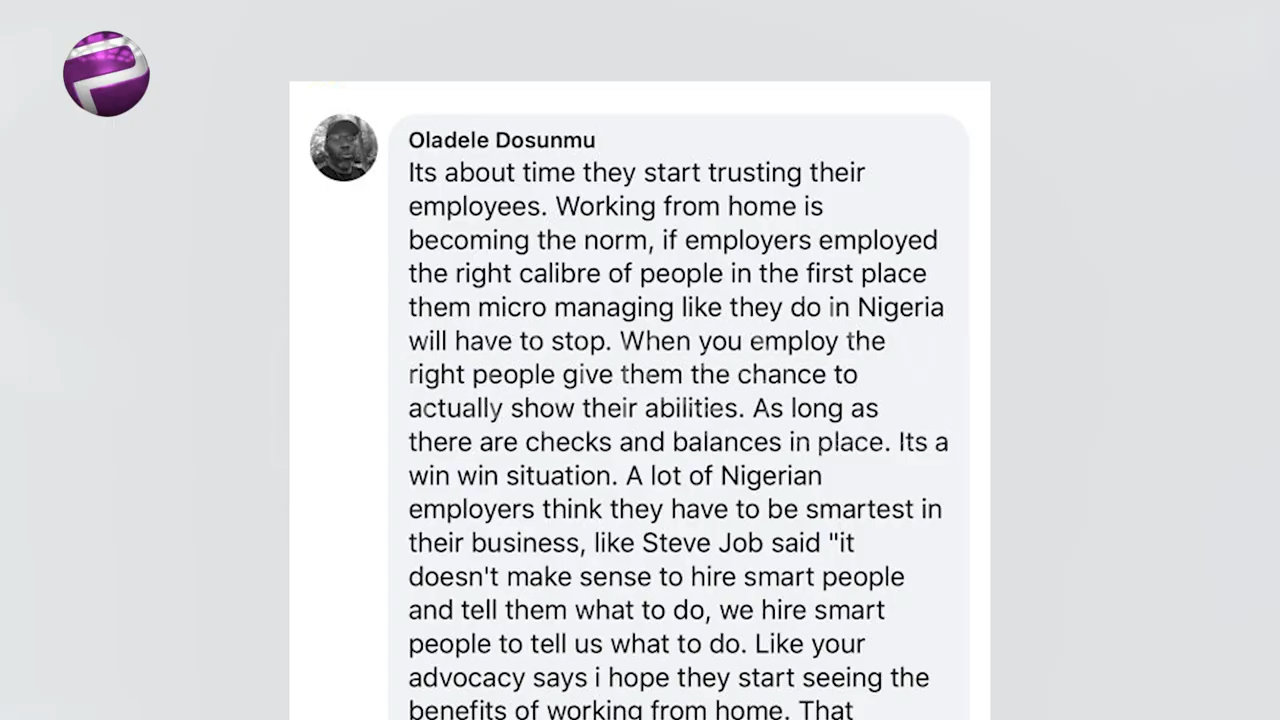 Oladele Dosunmu
Its about time they start trusting their
employees. Working from home is
becoming the norm, if employers employed
the right calibre of people in the first place
them micro managing like they do in Nigeria
will have to stop. When you employ the
right people give them the chance to
actually show their abilities. As long as
there are checks and balances in place. Its a
win win situation. A lot of Nigerian
employers think they have to be smartest in
their business, like Steve Job said "it
doesn't make sense to hire smart people
and tell them what to do, we hire smart
people to tell us what to do. Like your
advocacy says i hope they start seeing the
benefits of working from home. That